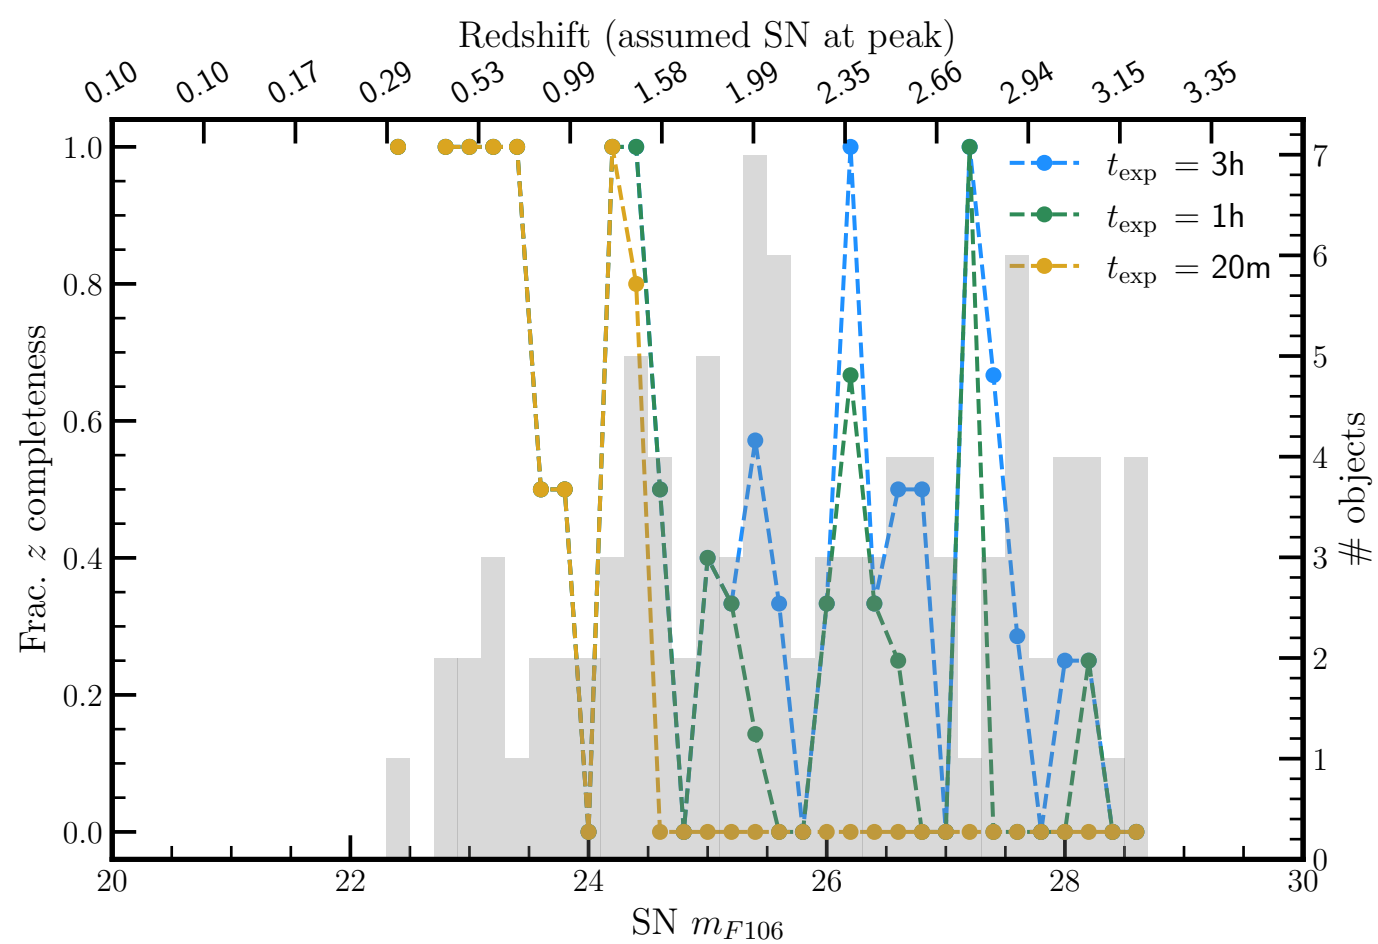 Redshift (assumed SN at peak)
0.10 0.10 0.17 0.29 0.53 0.99 1.58 1.99 2.35 2.66 2.94 3.15 3.35
1.0
0.8
0.6
0.4
0.2
0.0
Frac. z completeness
t_exp = 3h
t_exp = 1h
t_exp = 20m
7
6
5
4
3
2
1
0
# objects
20 22 24 26 28 30
SN m_F106